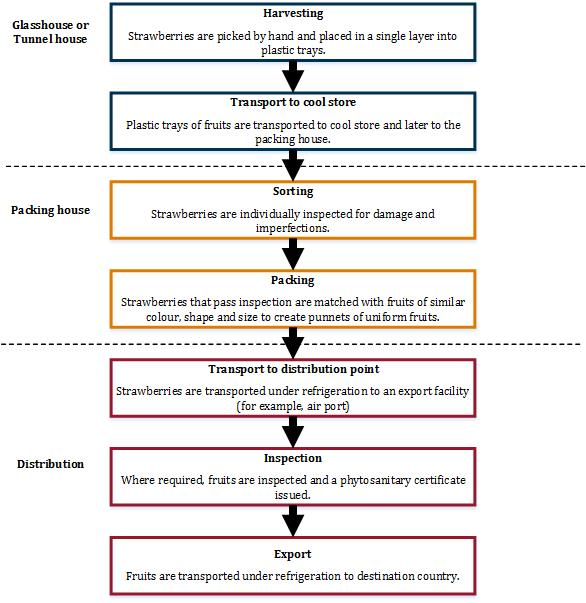 Glasshouse or
Tunnel house
Harvesting
Strawberries are picked by hand and placed in a single layer into
plastic trays.
Transport to cool store
Plastic trays of fruits are transported to cool store and later to the
packing house.
Packing house
Sorting
Strawberries are individually inspected for damage and
imperfections.
Packing
Strawberries that pass inspection are matched with fruits of similar
colour, shape and size to create punnets of uniform fruits.
Distribution
Transport to distribution point
Strawberries are transported under refrigeration to an export facility
(for example, air port)
Inspection
Where required, fruits are inspected and a phytosanitary certificate
issued.
Export
Fruits are transported under refrigeration to destination country.